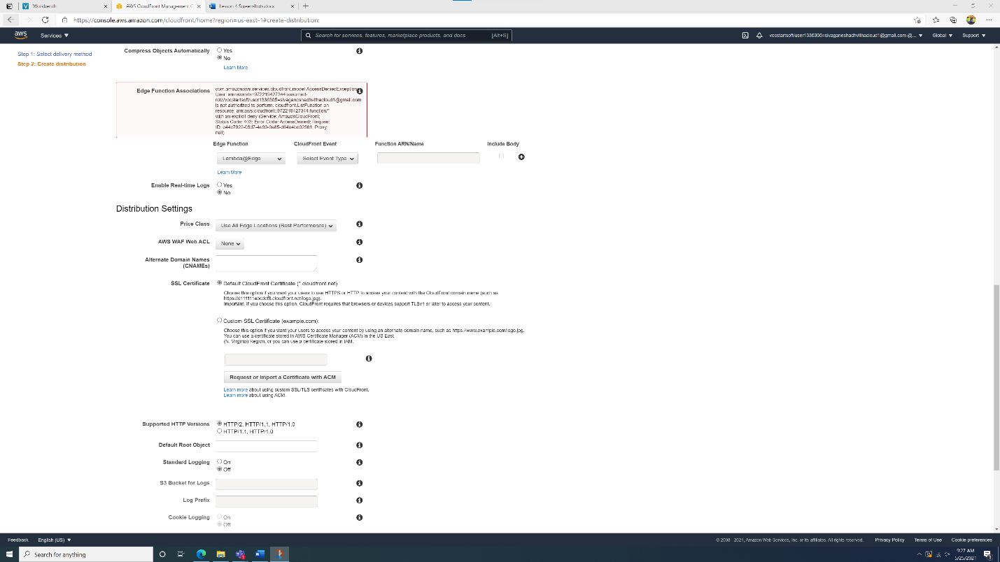 Workbench
AWS CloudFront Management C
Lesson 4 Screenshots.docx
https://console.aws.amazon.com/cloudfront/home?region=us-east-1#create-distribution:
aws
Services
Search for services, features, marketplace products, and docs [Alt+S]
vocstartsoft/user1336305=sivaganeshadhvithacloud1@gmail.com @...
Global
Support
Step 1: Select delivery method
Step 2: Create distribution
Compress Objects Automatically
Yes
No
Learn More
Edge Function Associations
com.amazonaws.services.cloudfront.model.AccessDeniedException:
User: arn:aws:sts::972219427344:assumed-
role/vocstartsoft/user1336305=sivaganeshadhvithacloud1@gmail.com
is not authorized to perform: cloudfront:ListFunction on
resource: arn:aws:cloudfront::972219427344:function/*
with an explicit deny (Service: AmazonCloudFront;
Status Code: 403; Error Code: AccessDenied; Request
ID: e44c7922-03d7-4e99-9a85-d64e4be02561; Proxy:
null)
Edge Function
CloudFront Event
Function ARN/Name
Include Body
Lembda@Edge
Select Event Type
Learn More
Enable Real-time Logs
Yes
No
Distribution Settings
Price Class
Use All Edge Locations (Best Performance)
AWS WAF Web ACL
None
Alternate Domain Names
(CNAMEs)
SSL Certificate
Default CloudFront Certificate (*.cloudfront.net)
Choose this option if you want your users to use HTTPS or HTTP to access your content with the CloudFront domain name (such as
https://d111111abcdef8.cloudfront.net/logo.jpg).
Important: If you choose this option, CloudFront requires that browsers or devices support TLSv1 or later to access your content.
Custom SSL Certificate (example.com):
Choose this option if you want your users to access your content by using an alternate domain name, such as https://www.example.com/logo.jpg.
You can use a certificate stored in AWS Certificate Manager (ACM) in the US East
(N. Virginia) Region, or you can use a certificate stored in IAM.
Request or Import a Certificate with ACM
Learn more about using custom SSL/TLS certificates with CloudFront.
Learn more about using ACM.
Supported HTTP Versions
HTTP/2, HTTP/1.1, HTTP/1.0
HTTP/1.1, HTTP/1.0
Default Root Object
Standard Logging
On
Off
S3 Bucket for Logs
Log Prefix
Cookie Logging
On
Off
Feedback
English (US)
© 2008 - 2021, Amazon Web Services, Inc. or its affiliates. All rights reserved.
Privacy Policy
Terms of Use
Cookie preferences
Search for anything
9:27 AM
5/25/2021